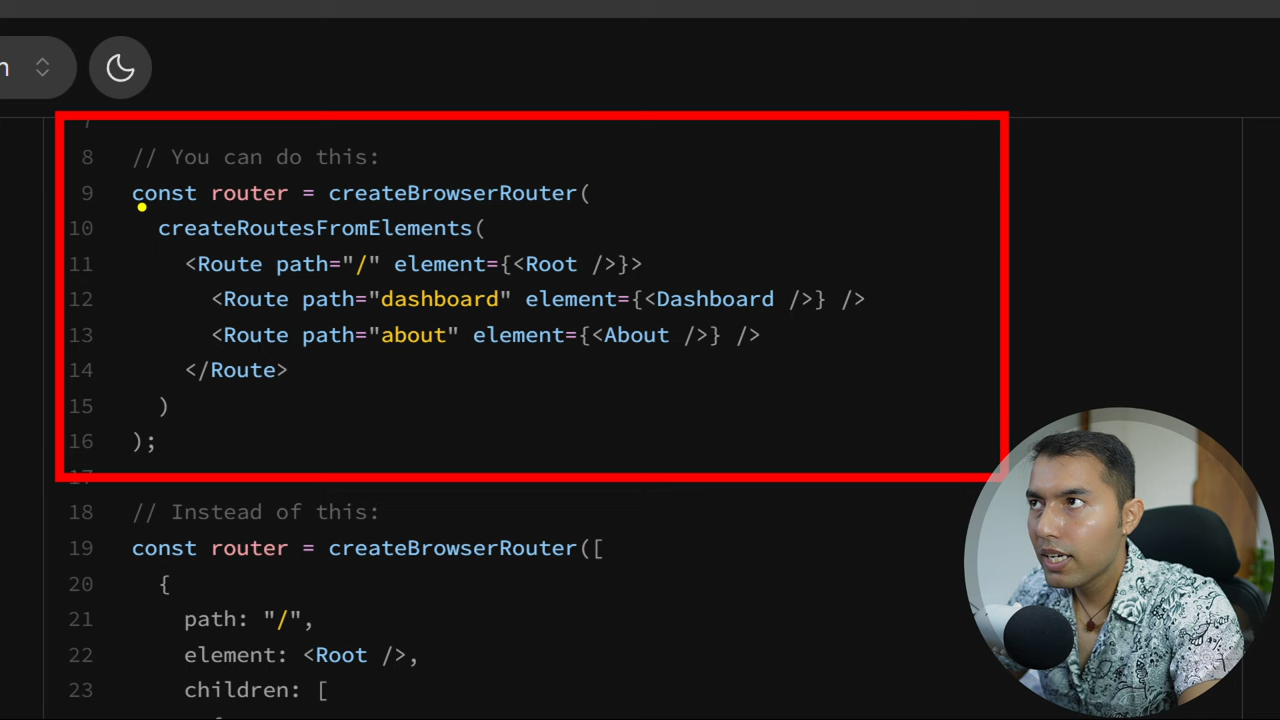 n
7
8 // You can do this:
9 const router = createBrowserRouter(
10 createRoutesFromElements(
11 <Route path="/" element={<Root />}>
12 <Route path="dashboard" element={<Dashboard />} />
13 <Route path="about" element={<About />} />
14 </Route>
15 )
16 );
17
18 // Instead of this:
19 const router = createBrowserRouter([
20 {
21 path: "/",
22 element: <Root />,
23 children: [